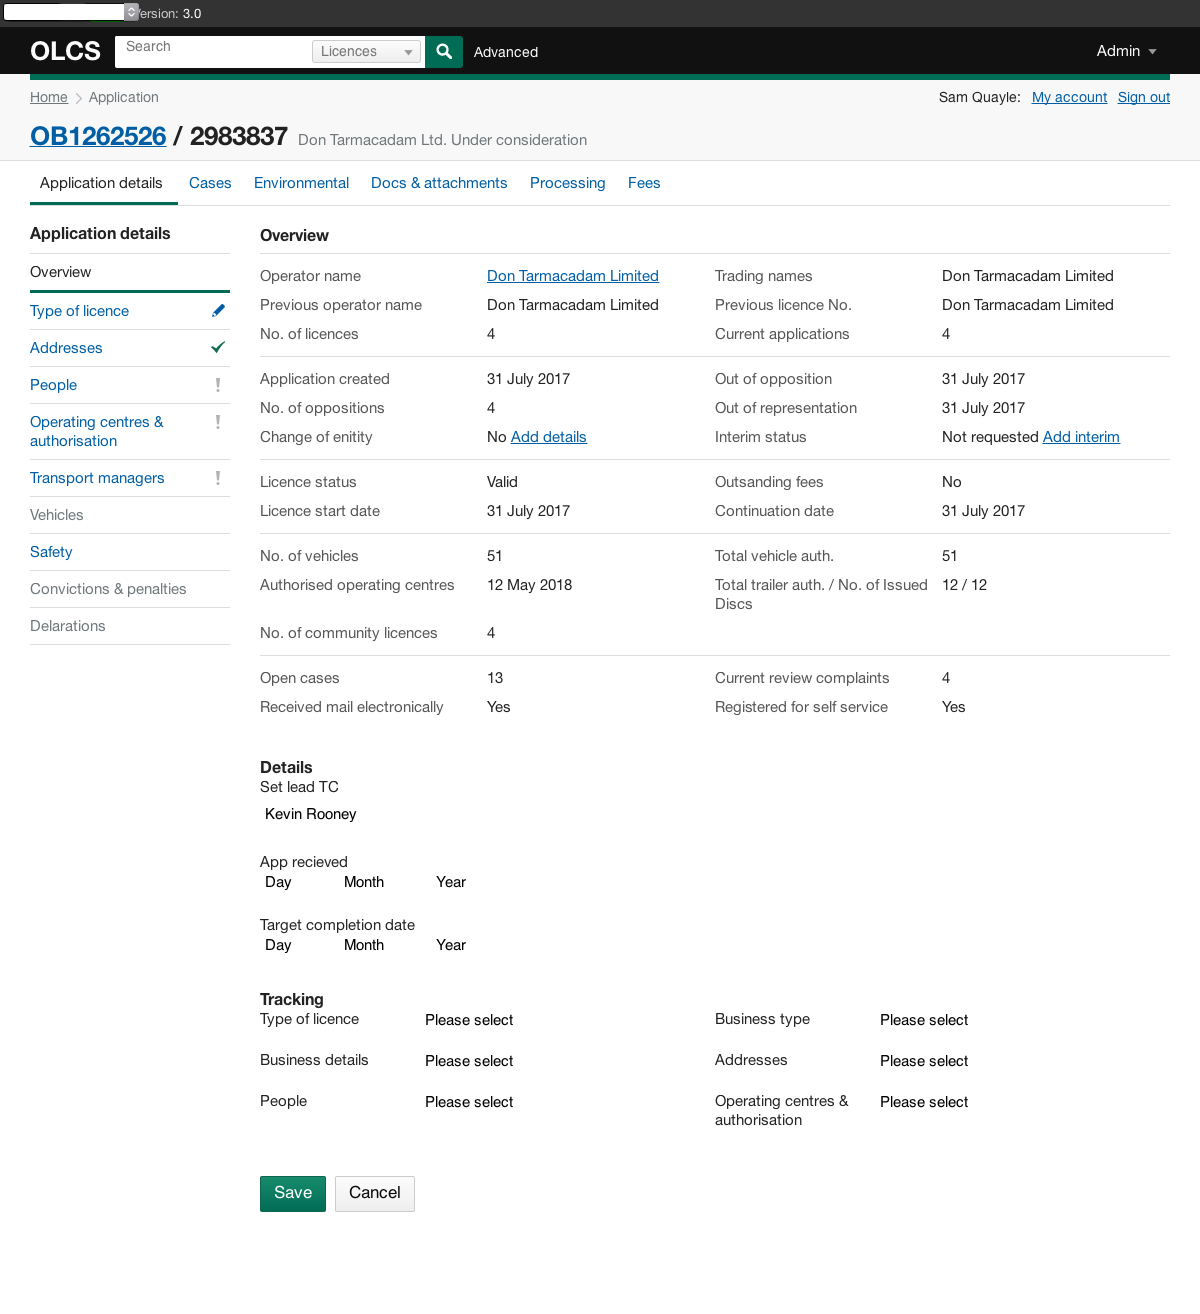 ersion: 3.0
OLCS Search Licences Advanced Admin
Home Application Sam Quayle: My account Sign out
OB1262526 / 2983837 Don Tarmacadam Ltd. Under consideration
Application details Cases Environmental Docs & attachments Processing Fees
Application details
Overview
Type of licence
Addresses
People
Operating centres &
authorisation
Transport managers
Vehicles
Safety
Convictions & penalties
Delarations
Overview
Operator name Don Tarmacadam Limited Trading names Don Tarmacadam Limited
Previous operator name Don Tarmacadam Limited Previous licence No. Don Tarmacadam Limited
No. of licences 4 Current applications 4
Application created 31 July 2017 Out of opposition 31 July 2017
No. of oppositions 4 Out of representation 31 July 2017
Change of enitity No Add details Interim status Not requested Add interim
Licence status Valid Outsanding fees No
Licence start date 31 July 2017 Continuation date 31 July 2017
No. of vehicles 51 Total vehicle auth. 51
Authorised operating centres 12 May 2018 Total trailer auth. / No. of Issued 12 / 12
Discs
No. of community licences 4
Open cases 13 Current review complaints 4
Received mail electronically Yes Registered for self service Yes
Details
Set lead TC
Kevin Rooney
App recieved
Day Month Year
Target completion date
Day Month Year
Tracking
Type of licence Please select Business type Please select
Business details Please select Addresses Please select
People Please select Operating centres & Please select
authorisation
Save Cancel